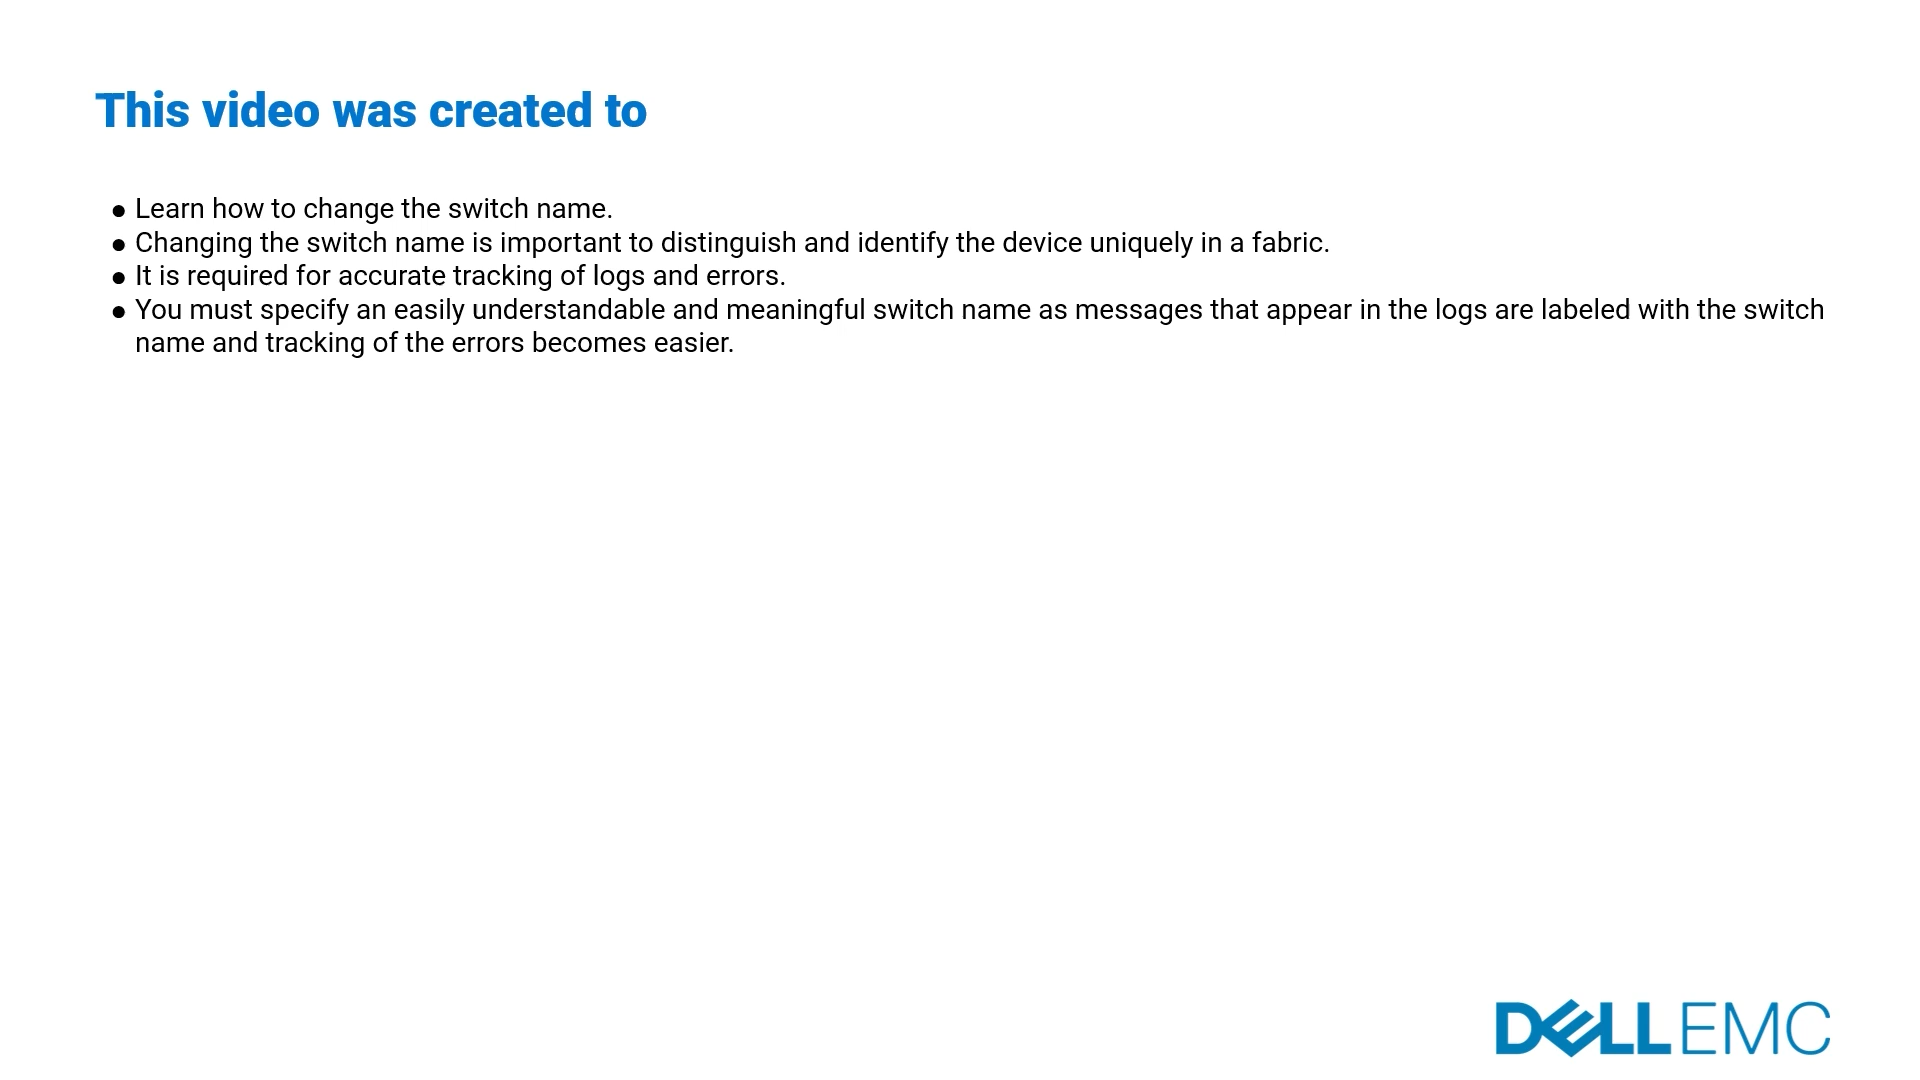 This video was created to
● Learn how to change the switch name.
● Changing the switch name is important to distinguish and identify the device uniquely in a fabric.
● It is required for accurate tracking of logs and errors.
● You must specify an easily understandable and meaningful switch name as messages that appear in the logs are labeled with the switch
name and tracking of the errors becomes easier.
DELLEMC